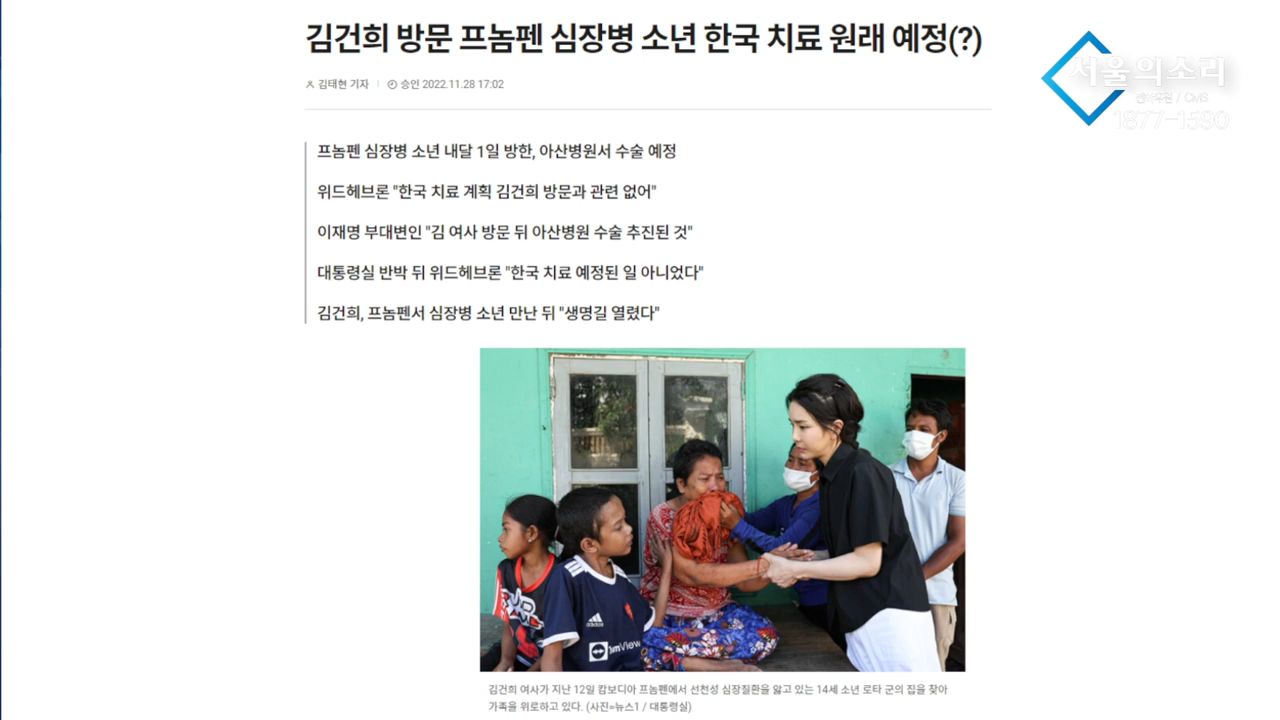 김건희 방문 프놈펜 심장병 소년 한국 치료 원래 예정(?)
서울의소리
김태현 기자 승인 2022.11.28 17:02
/ CMS
1877-1580
프놈펜 심장병 소년 내달 1일 방한, 아산병원서 수술 예정
위드헤브론 "한국 치료 계획 김건희 방문과 관련 없어"
이재명 부대변인 "김 여사 방문 뒤 아산병원 수술 추진된 것"
대통령실 반박 뒤 위드헤브론 "한국 치료 예정된 일 아니었다"
김건희, 프놈펜서 심장병 소년 만난 뒤 "생명길 열렸다"
adidas
mView
김건희 여사가 지난 12일 캄보디아 프놈펜에서 선천성 심장질환을 앓고 있는 14세 소년 로타 군의 집을 찾아
가족을 위로하고 있다. (사진=뉴스1 / 대통령실)